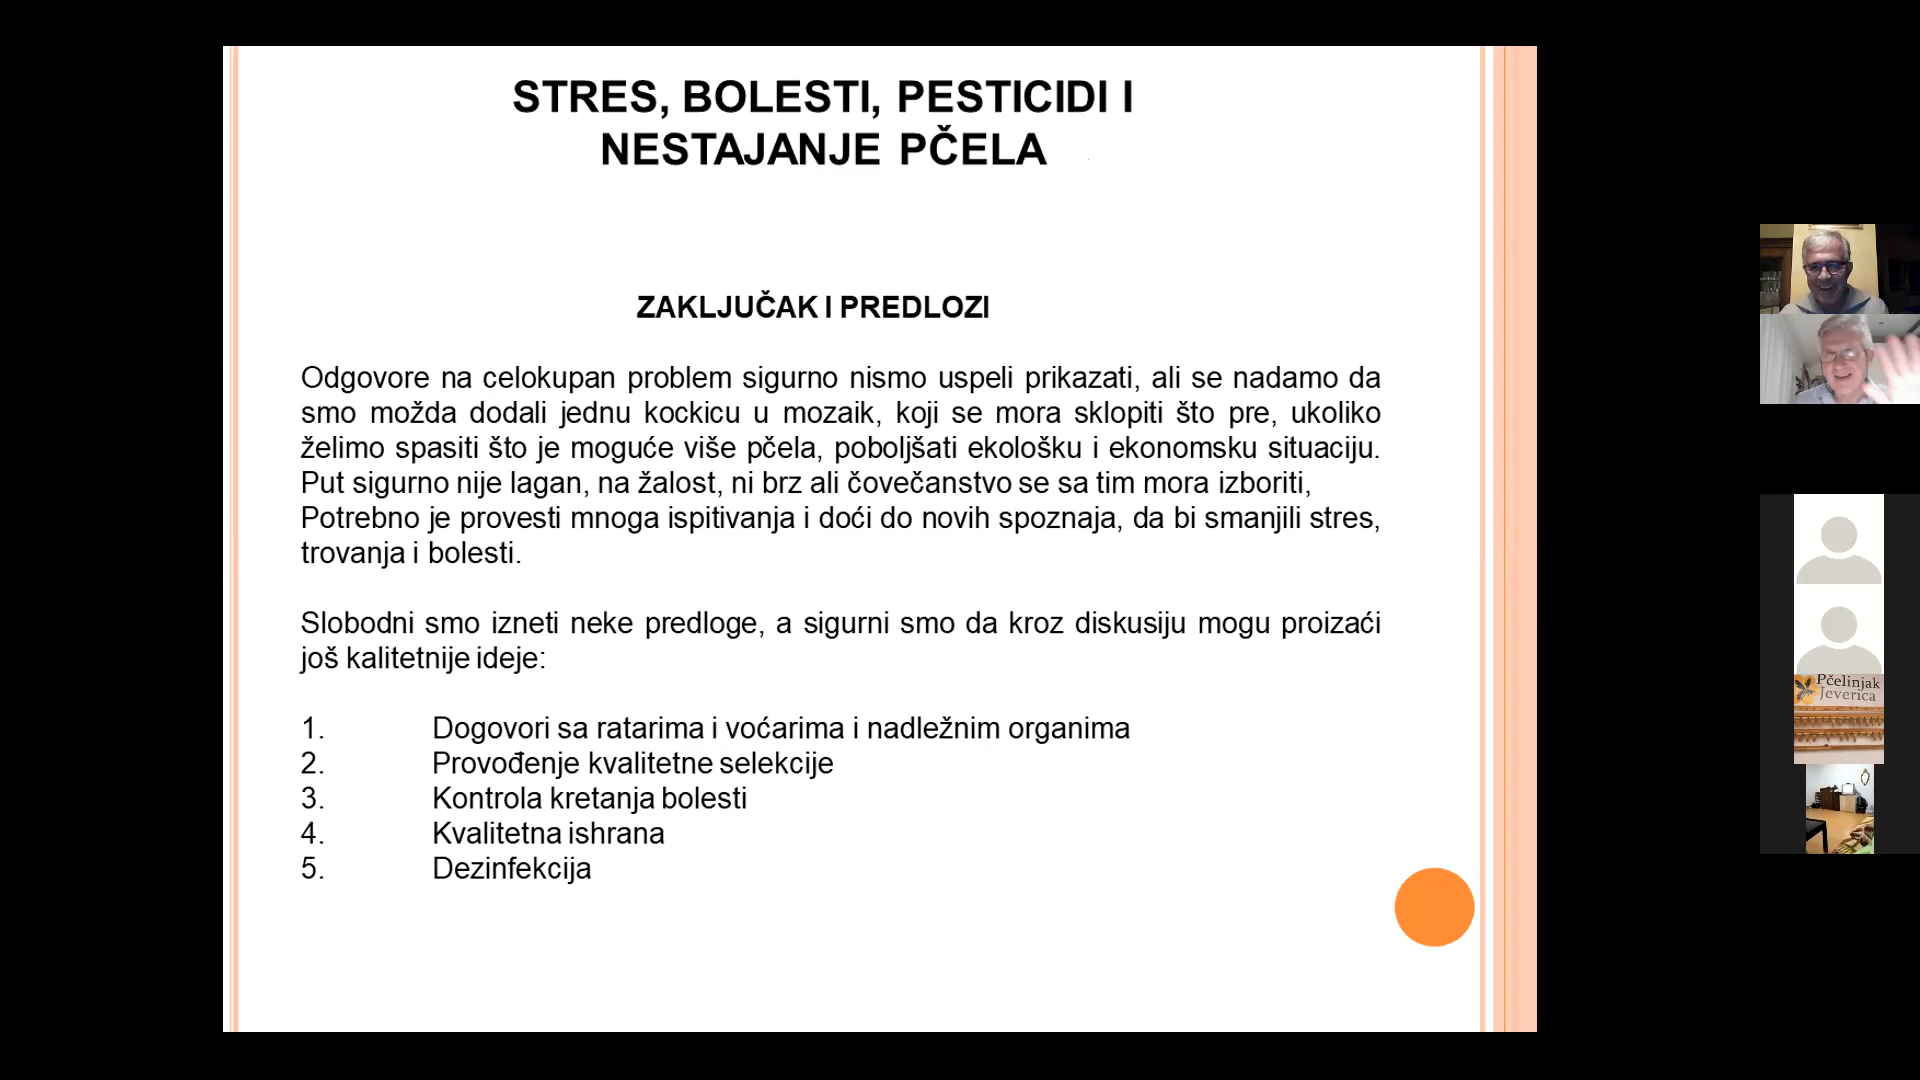 STRES, BOLESTI, PESTICIDI I
NESTAJANJE PČELA
ZAKLJUČAK I PREDLOZI
Odgovore na celokupan problem sigurno nismo uspeli prikazati, ali se nadamo da
smo možda dodali jednu kockicu u mozaik, koji se mora sklopiti što pre, ukoliko
želimo spasiti što je moguće više pčela, poboljšati ekološku i ekonomsku situaciju.
Put sigurno nije lagan, na žalost, ni brz ali čovečanstvo se sa tim mora izboriti,
Potrebno je provesti mnoga ispitivanja i doći do novih spoznaja, da bi smanjili stres,
trovanja i bolesti.
Slobodni smo izneti neke predloge, a sigurni smo da kroz diskusiju mogu proizaći
još kalitetnije ideje:
1. Dogovori sa ratarima i voćarima i nadležnim organima
2. Provođenje kvalitetne selekcije
3. Kontrola kretanja bolesti
4. Kvalitetna ishrana
5. Dezinfekcija
Pčelinjak
Jeverica